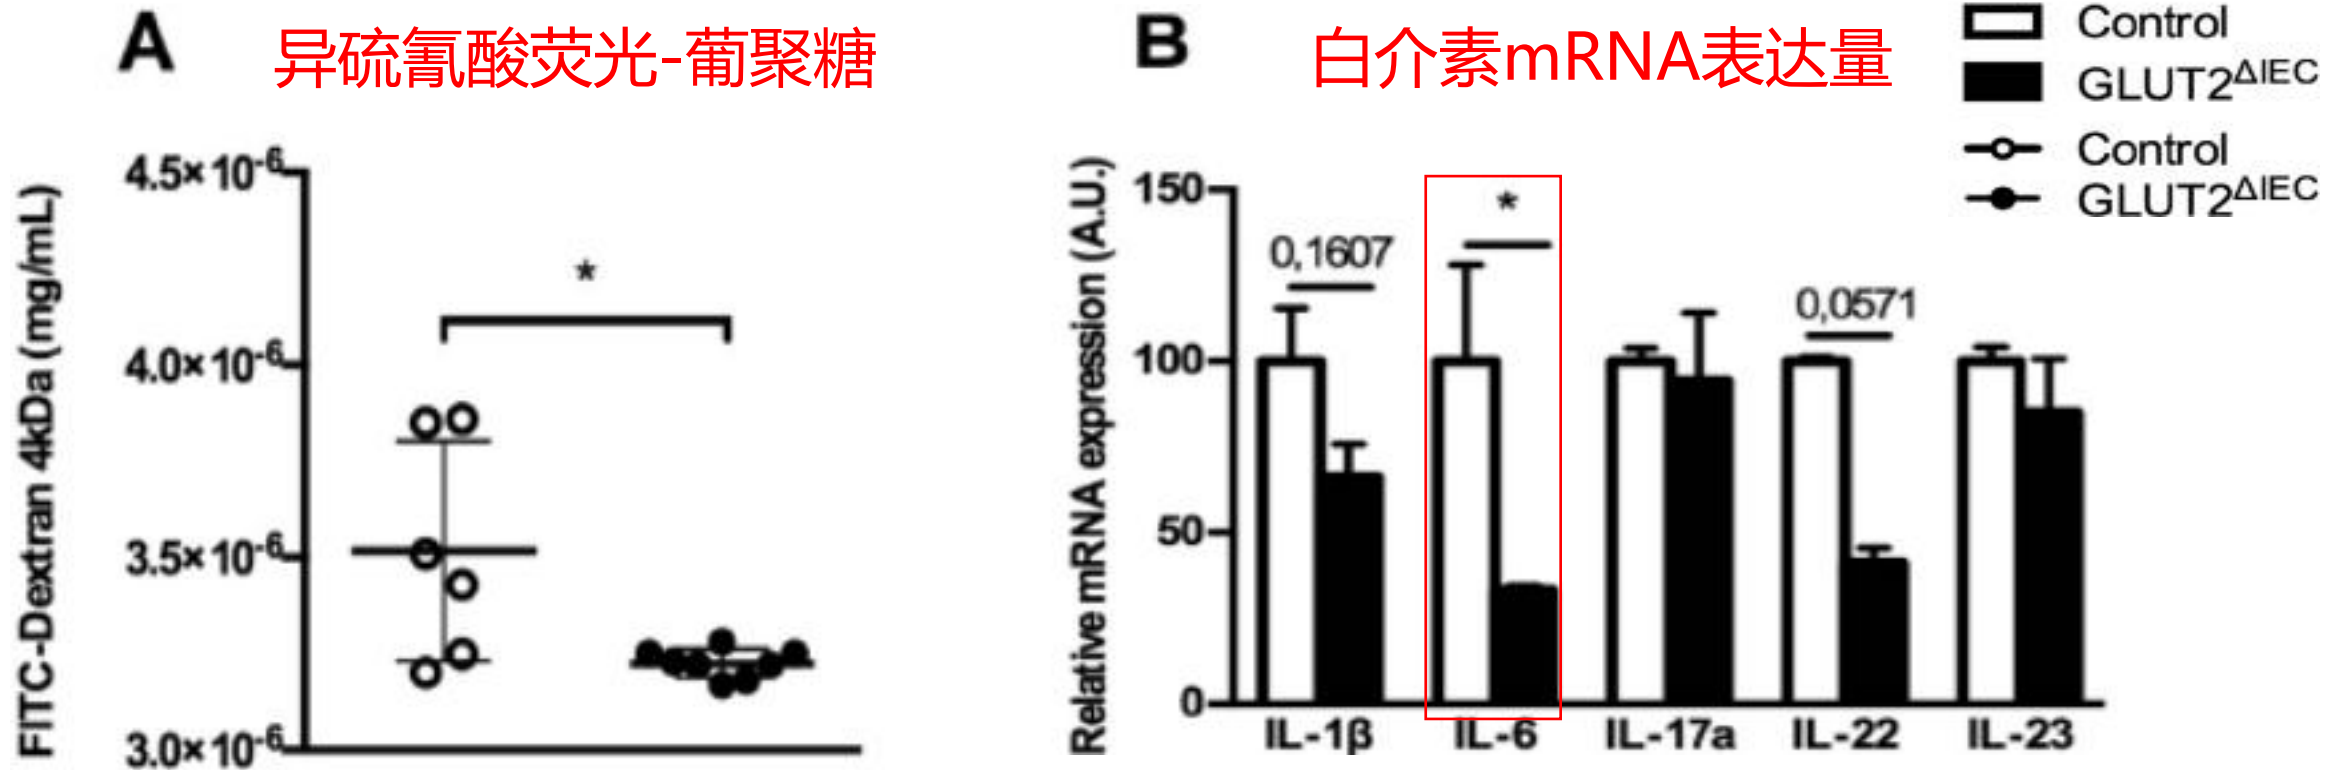 A
异硫氰酸荧光-葡聚糖
FITC-Dextran 4kDa (mg/mL)
4.5×10⁻⁶
4.0×10⁻⁶
3.5×10⁻⁶
3.0×10⁻⁶
*
B
白介素mRNA表达量
Control
GLUT2ΔIEC
Control
GLUT2ΔIEC
Relative mRNA expression (A.U.)
150
100
50
0
0,1607
*
0,0571
IL-1β IL-6 IL-17a IL-22 IL-23